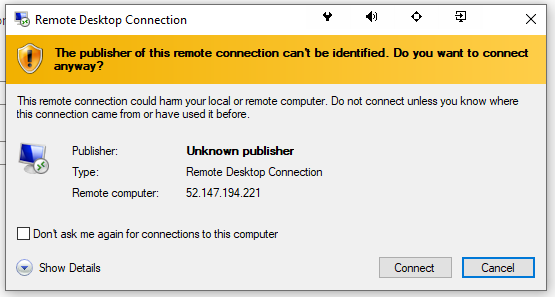 Remote Desktop Connection
The publisher of this remote connection can't be identified. Do you want to connect
anyway?
This remote connection could harm your local or remote computer. Do not connect unless you know where
this connection came from or have used it before.
Publisher: Unknown publisher
Type: Remote Desktop Connection
Remote computer: 52.147.194.221
Don't ask me again for connections to this computer
Show Details Connect Cancel